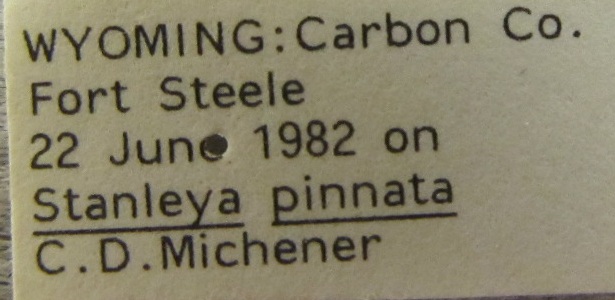 WYOMING:Carbon Co.
Fort Steele
22 June 1982 on
Stanleya pinnata
C.D.Michener